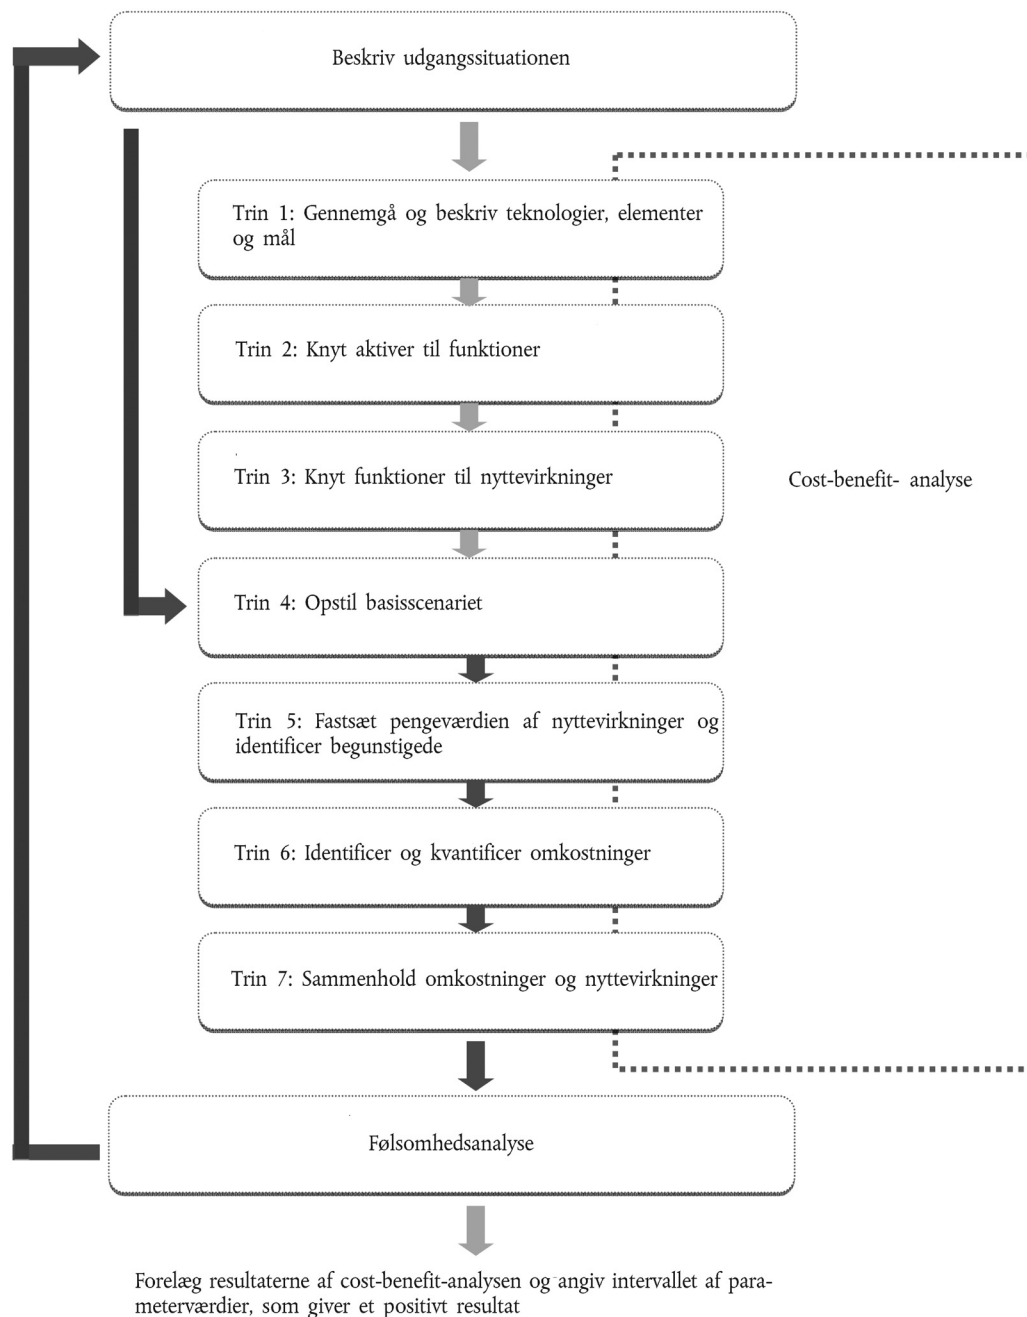 Beskriv udgangssituationen
Trin 1: Gennemgå og beskriv teknologier, elementer
og mål
Trin 2: Knyt aktiver til funktioner
Trin 3: Knyt funktioner til nyttevirkninger
Cost-benefit- analyse
Trin 4: Opstil basisscenariet
Trin 5: Fastsæt pengeværdien af nyttevirkninger og
identificer begunstigede
Trin 6: Identificer og kvantificer omkostninger
Trin 7: Sammenhold omkostninger og nyttevirkninger
Følsomhedsanalyse
Forelæg resultaterne af cost-benefit-analysen og angiv intervallet af para-
meterværdier, som giver et positivt resultat